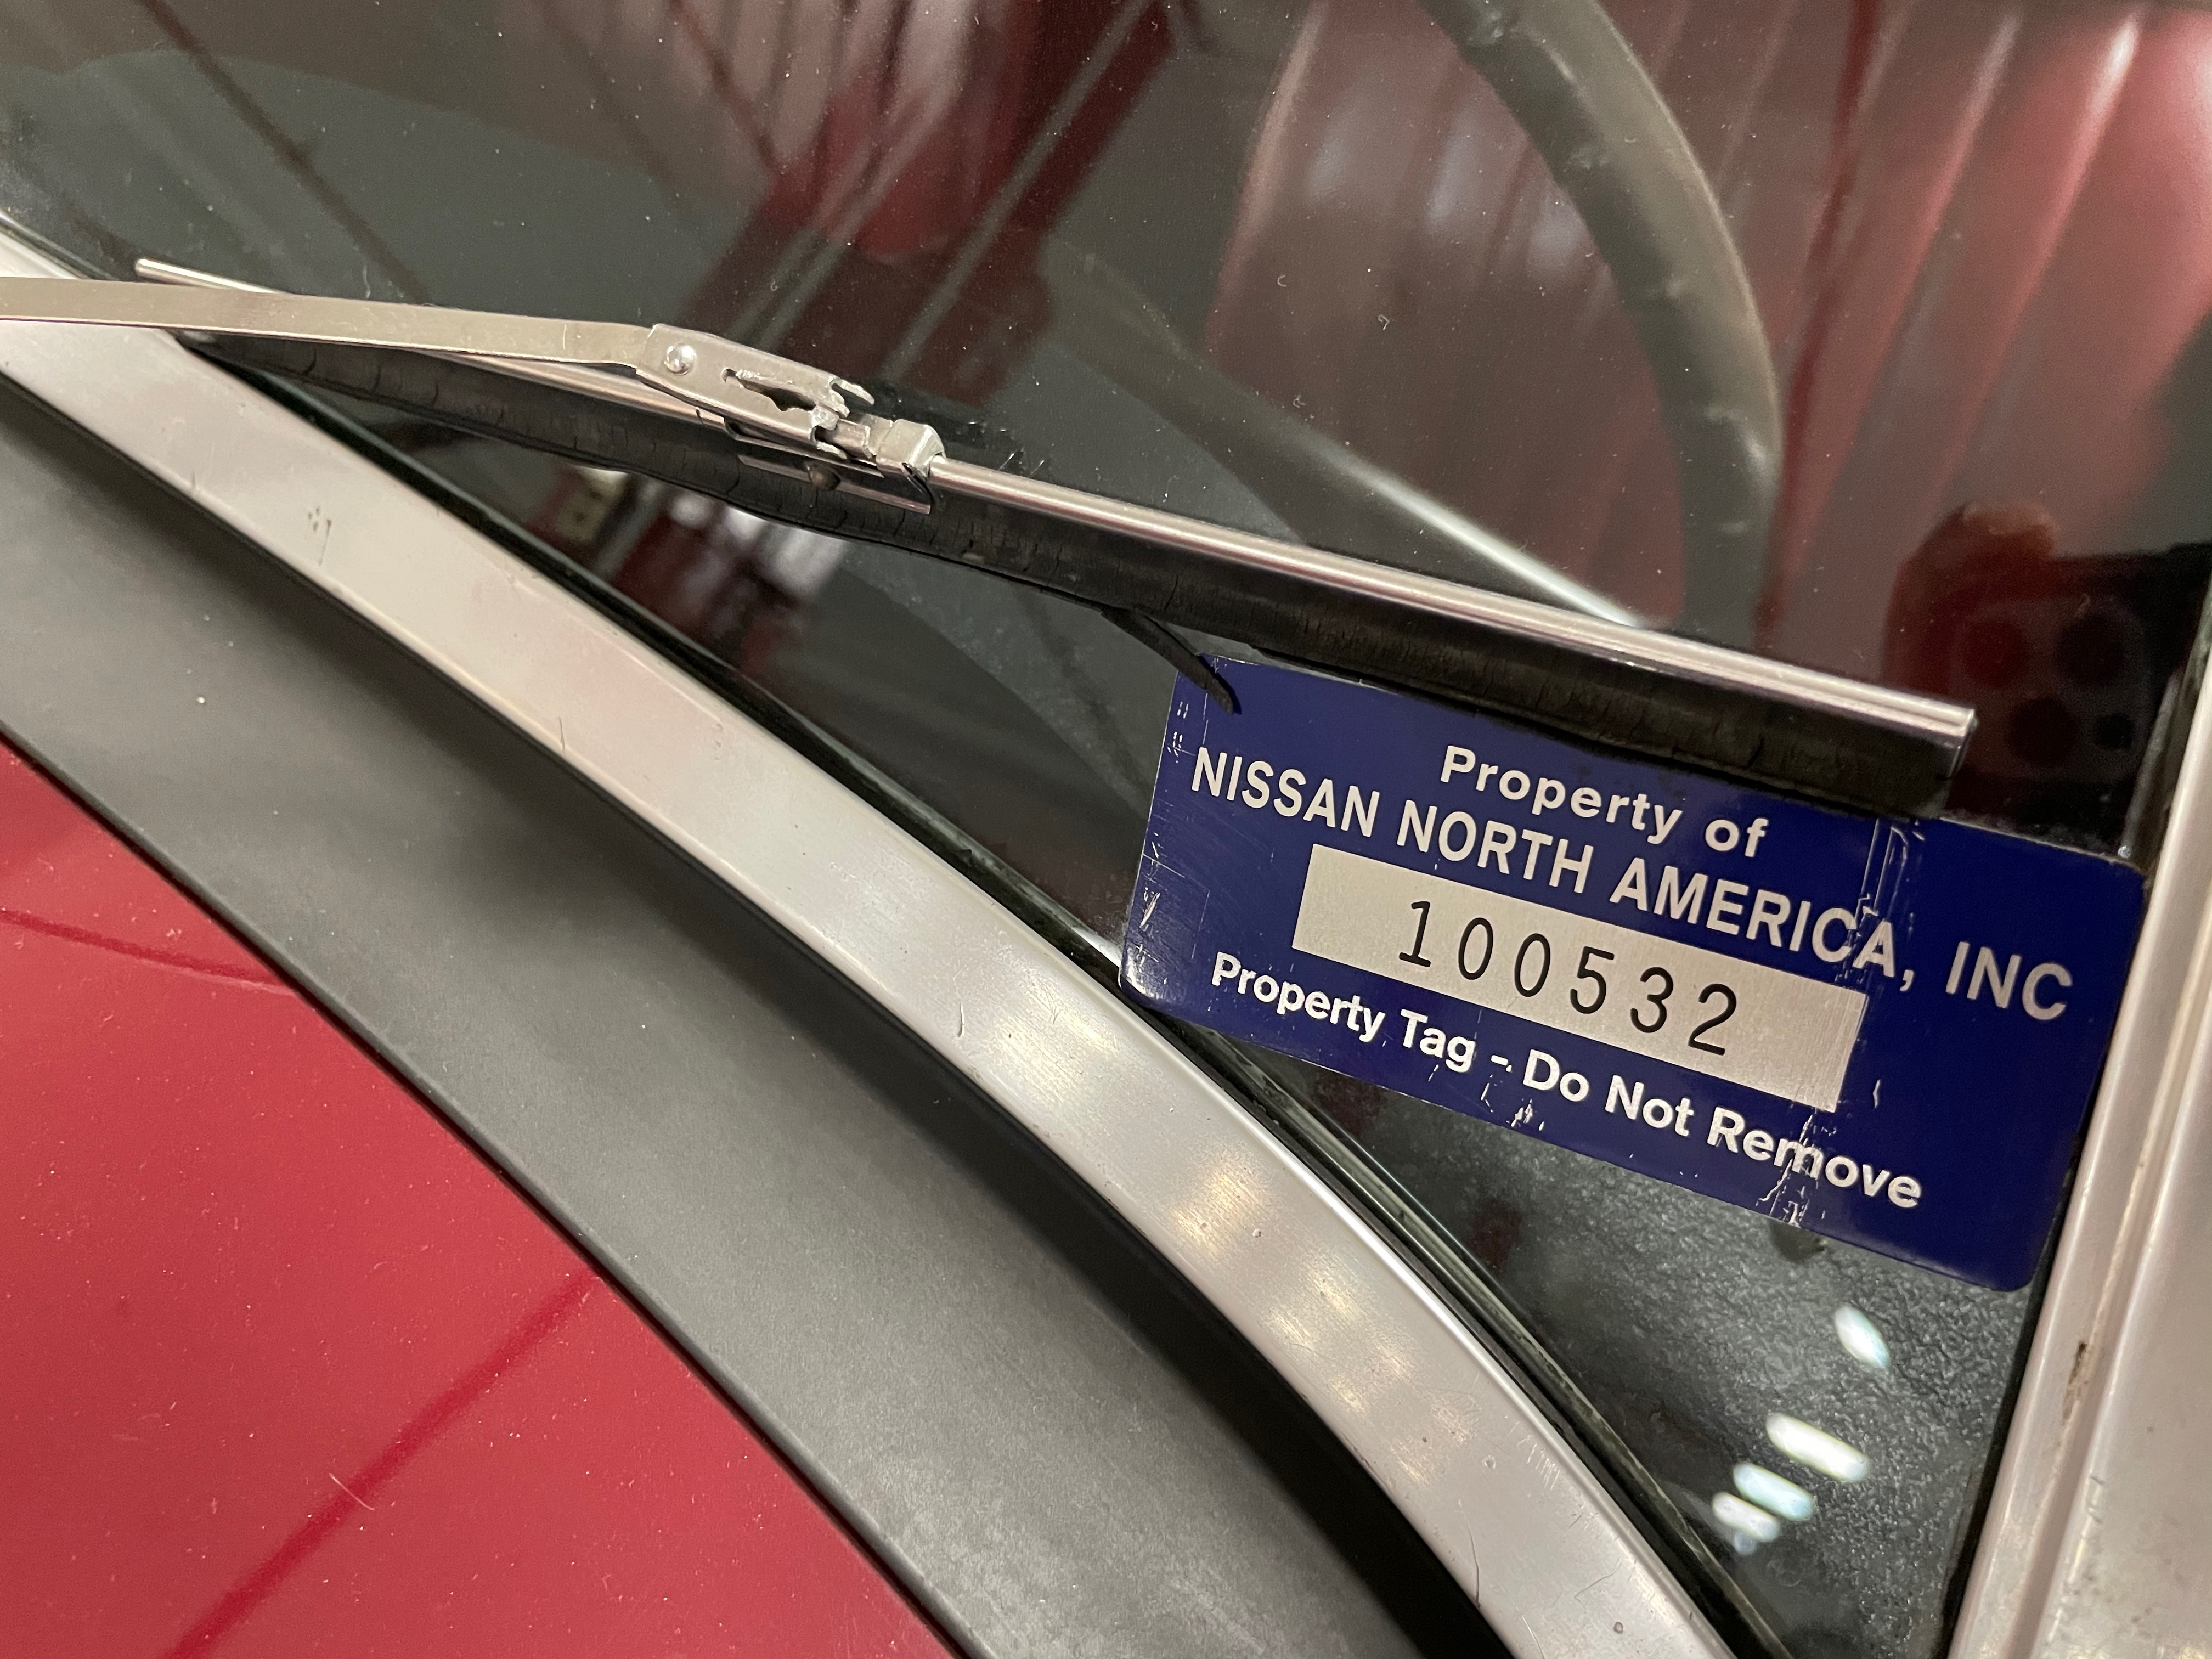 Property of
NISSAN NORTH AMERICA, INC
100532
Property Tag - Do Not Remove